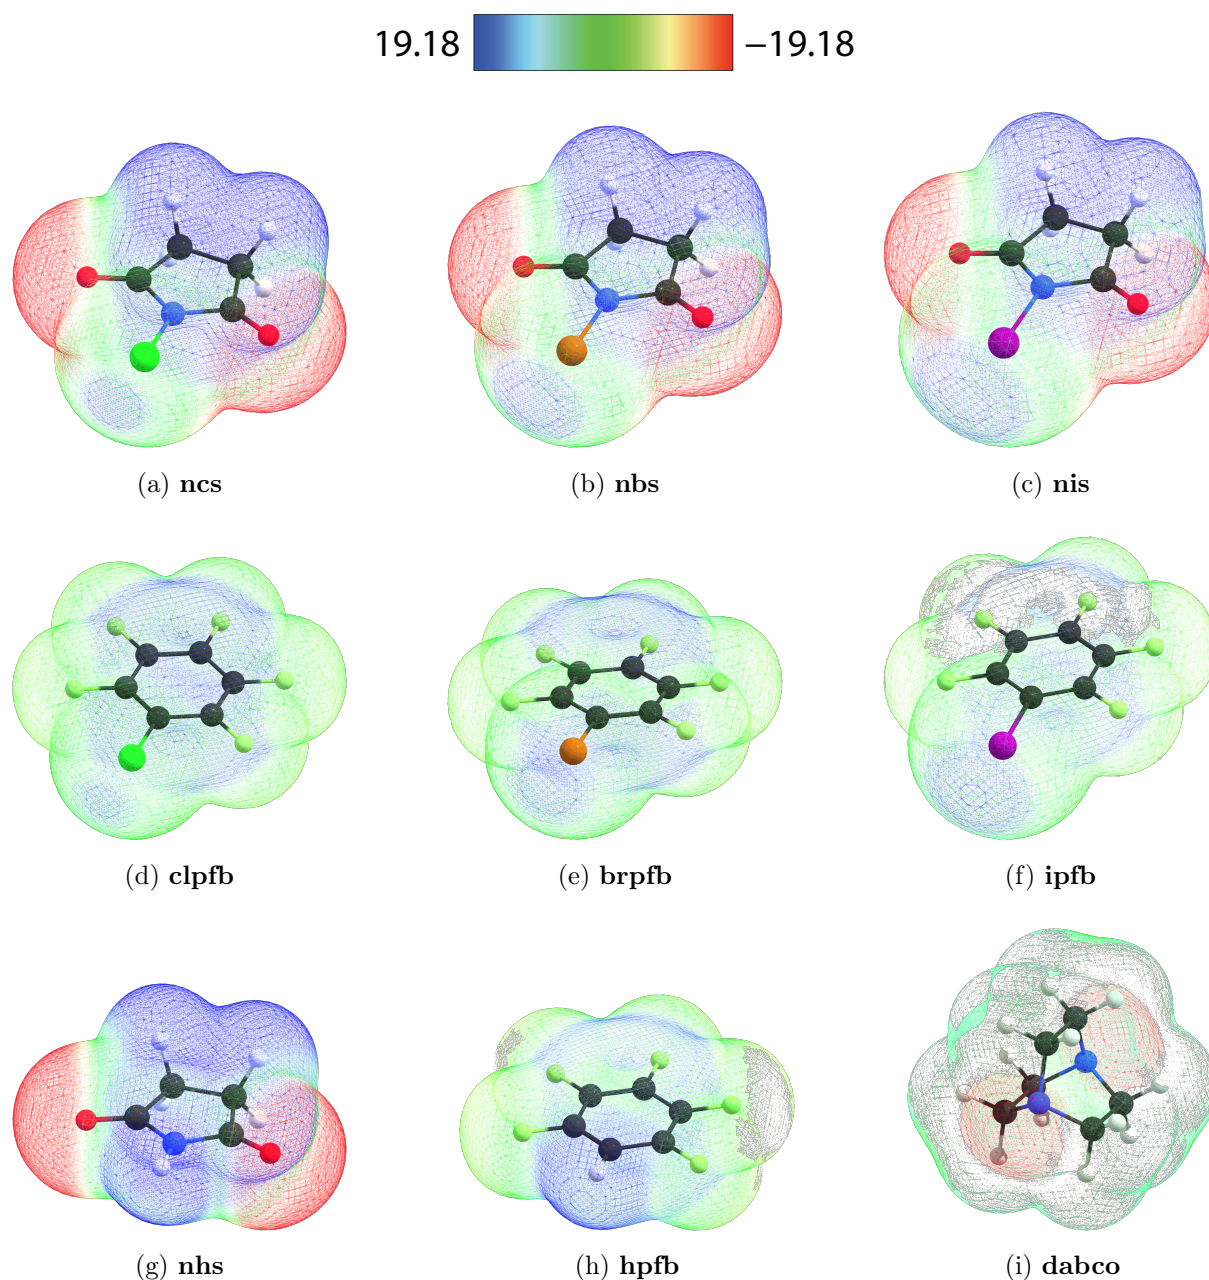 19.18 −19.18
(a) ncs (b) nbs (c) nis
(d) clpfb (e) brpfb (f) ipfb
(g) nhs (h) hpfb (i) dabco